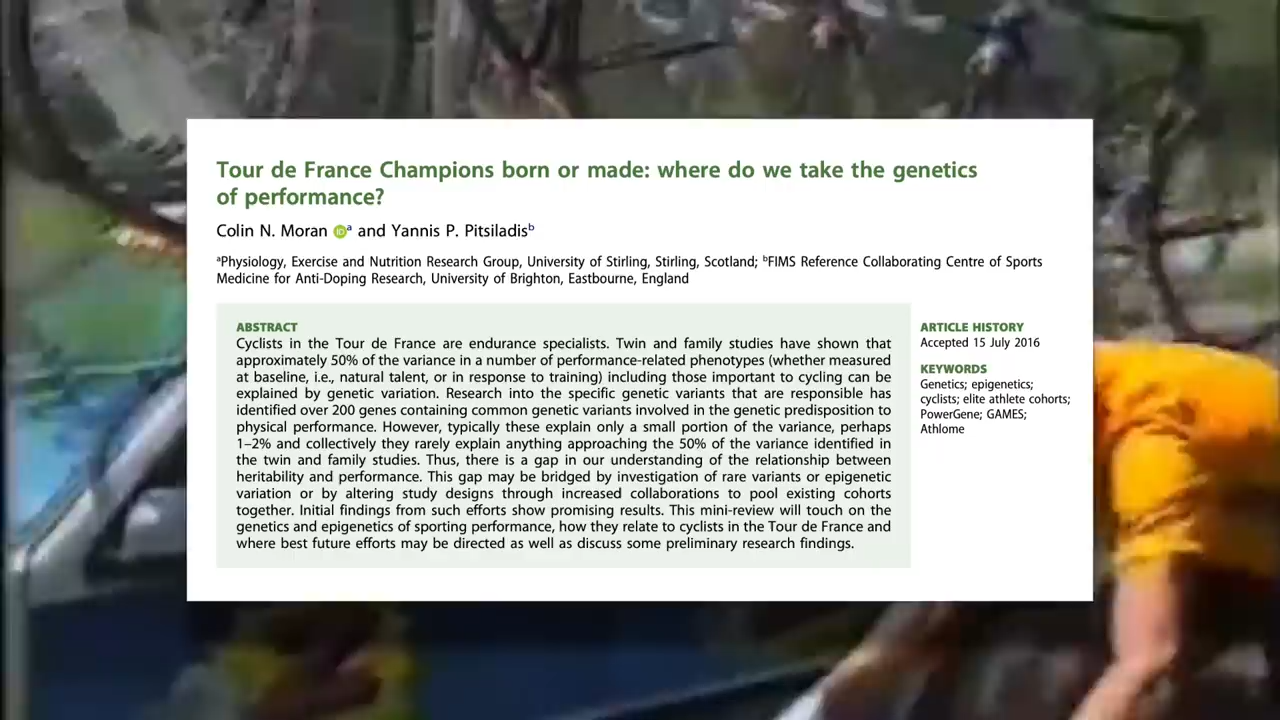 Tour de France Champions born or made: where do we take the genetics
of performance?
Colin N. Moran iD a and Yannis P. Pitsiladis b
aPhysiology, Exercise and Nutrition Research Group, University of Stirling, Stirling, Scotland; bFIMS Reference Collaborating Centre of Sports
Medicine for Anti-Doping Research, University of Brighton, Eastbourne, England
ABSTRACT
Cyclists in the Tour de France are endurance specialists. Twin and family studies have shown that
approximately 50% of the variance in a number of performance-related phenotypes (whether measured
at baseline, i.e., natural talent, or in response to training) including those important to cycling can be
explained by genetic variation. Research into the specific genetic variants that are responsible has
identified over 200 genes containing common genetic variants involved in the genetic predisposition to
physical performance. However, typically these explain only a small portion of the variance, perhaps
1–2% and collectively they rarely explain anything approaching the 50% of the variance identified in
the twin and family studies. Thus, there is a gap in our understanding of the relationship between
heritability and performance. This gap may be bridged by investigation of rare variants or epigenetic
variation or by altering study designs through increased collaborations to pool existing cohorts
together. Initial findings from such efforts show promising results. This mini-review will touch on the
genetics and epigenetics of sporting performance, how they relate to cyclists in the Tour de France and
where best future efforts may be directed as well as discuss some preliminary research findings.
ARTICLE HISTORY
Accepted 15 July 2016
KEYWORDS
Genetics; epigenetics;
cyclists; elite athlete cohorts;
PowerGene; GAMES;
Athlome